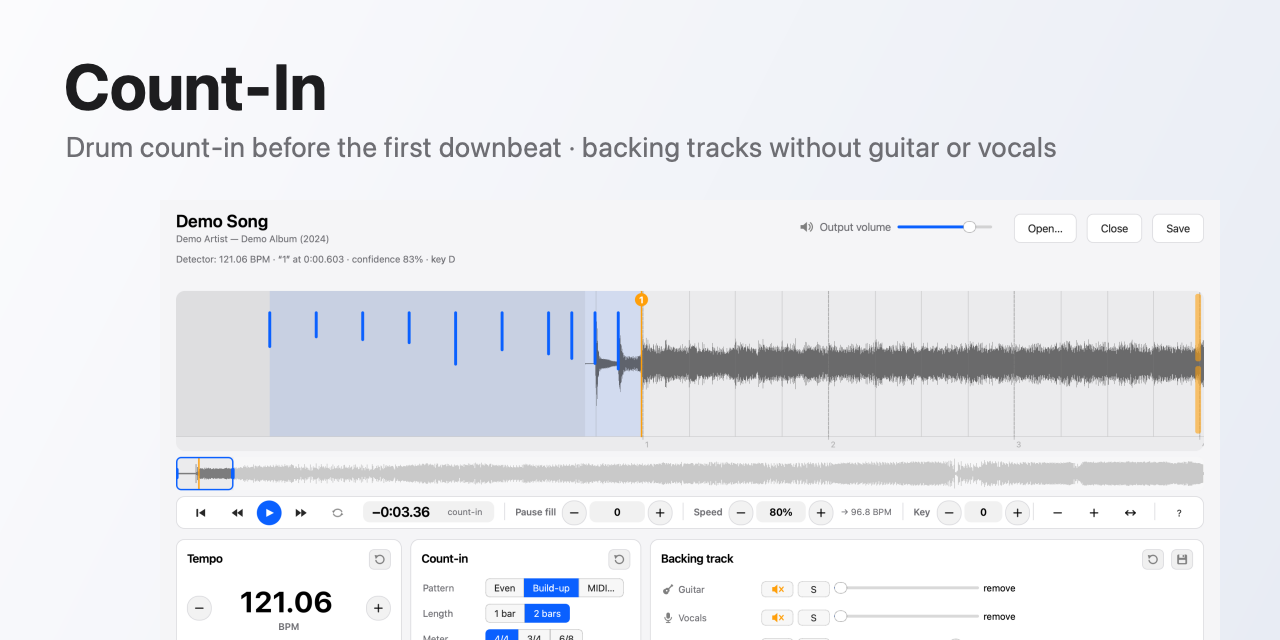 Count-In
Drum count-in before the first downbeat · backing tracks without guitar or vocals
Demo Song
Demo Artist — Demo Album (2024)
Detector: 121.06 BPM · "1" at 0:00.603 · confidence 83% · key D
Output volume
Open... Close Save
1
1 2 3
−0:03.36 count-in Pause fill − 0 + Speed − 80% + → 96.8 BPM Key − 0 + − + ↔ ?
Tempo
− 121.06 +
BPM
Count-in
Pattern Even Build-up MIDI...
Length 1 bar 2 bars
Meter 4/4 3/4 6/8
Backing track
Guitar S remove
Vocals S remove